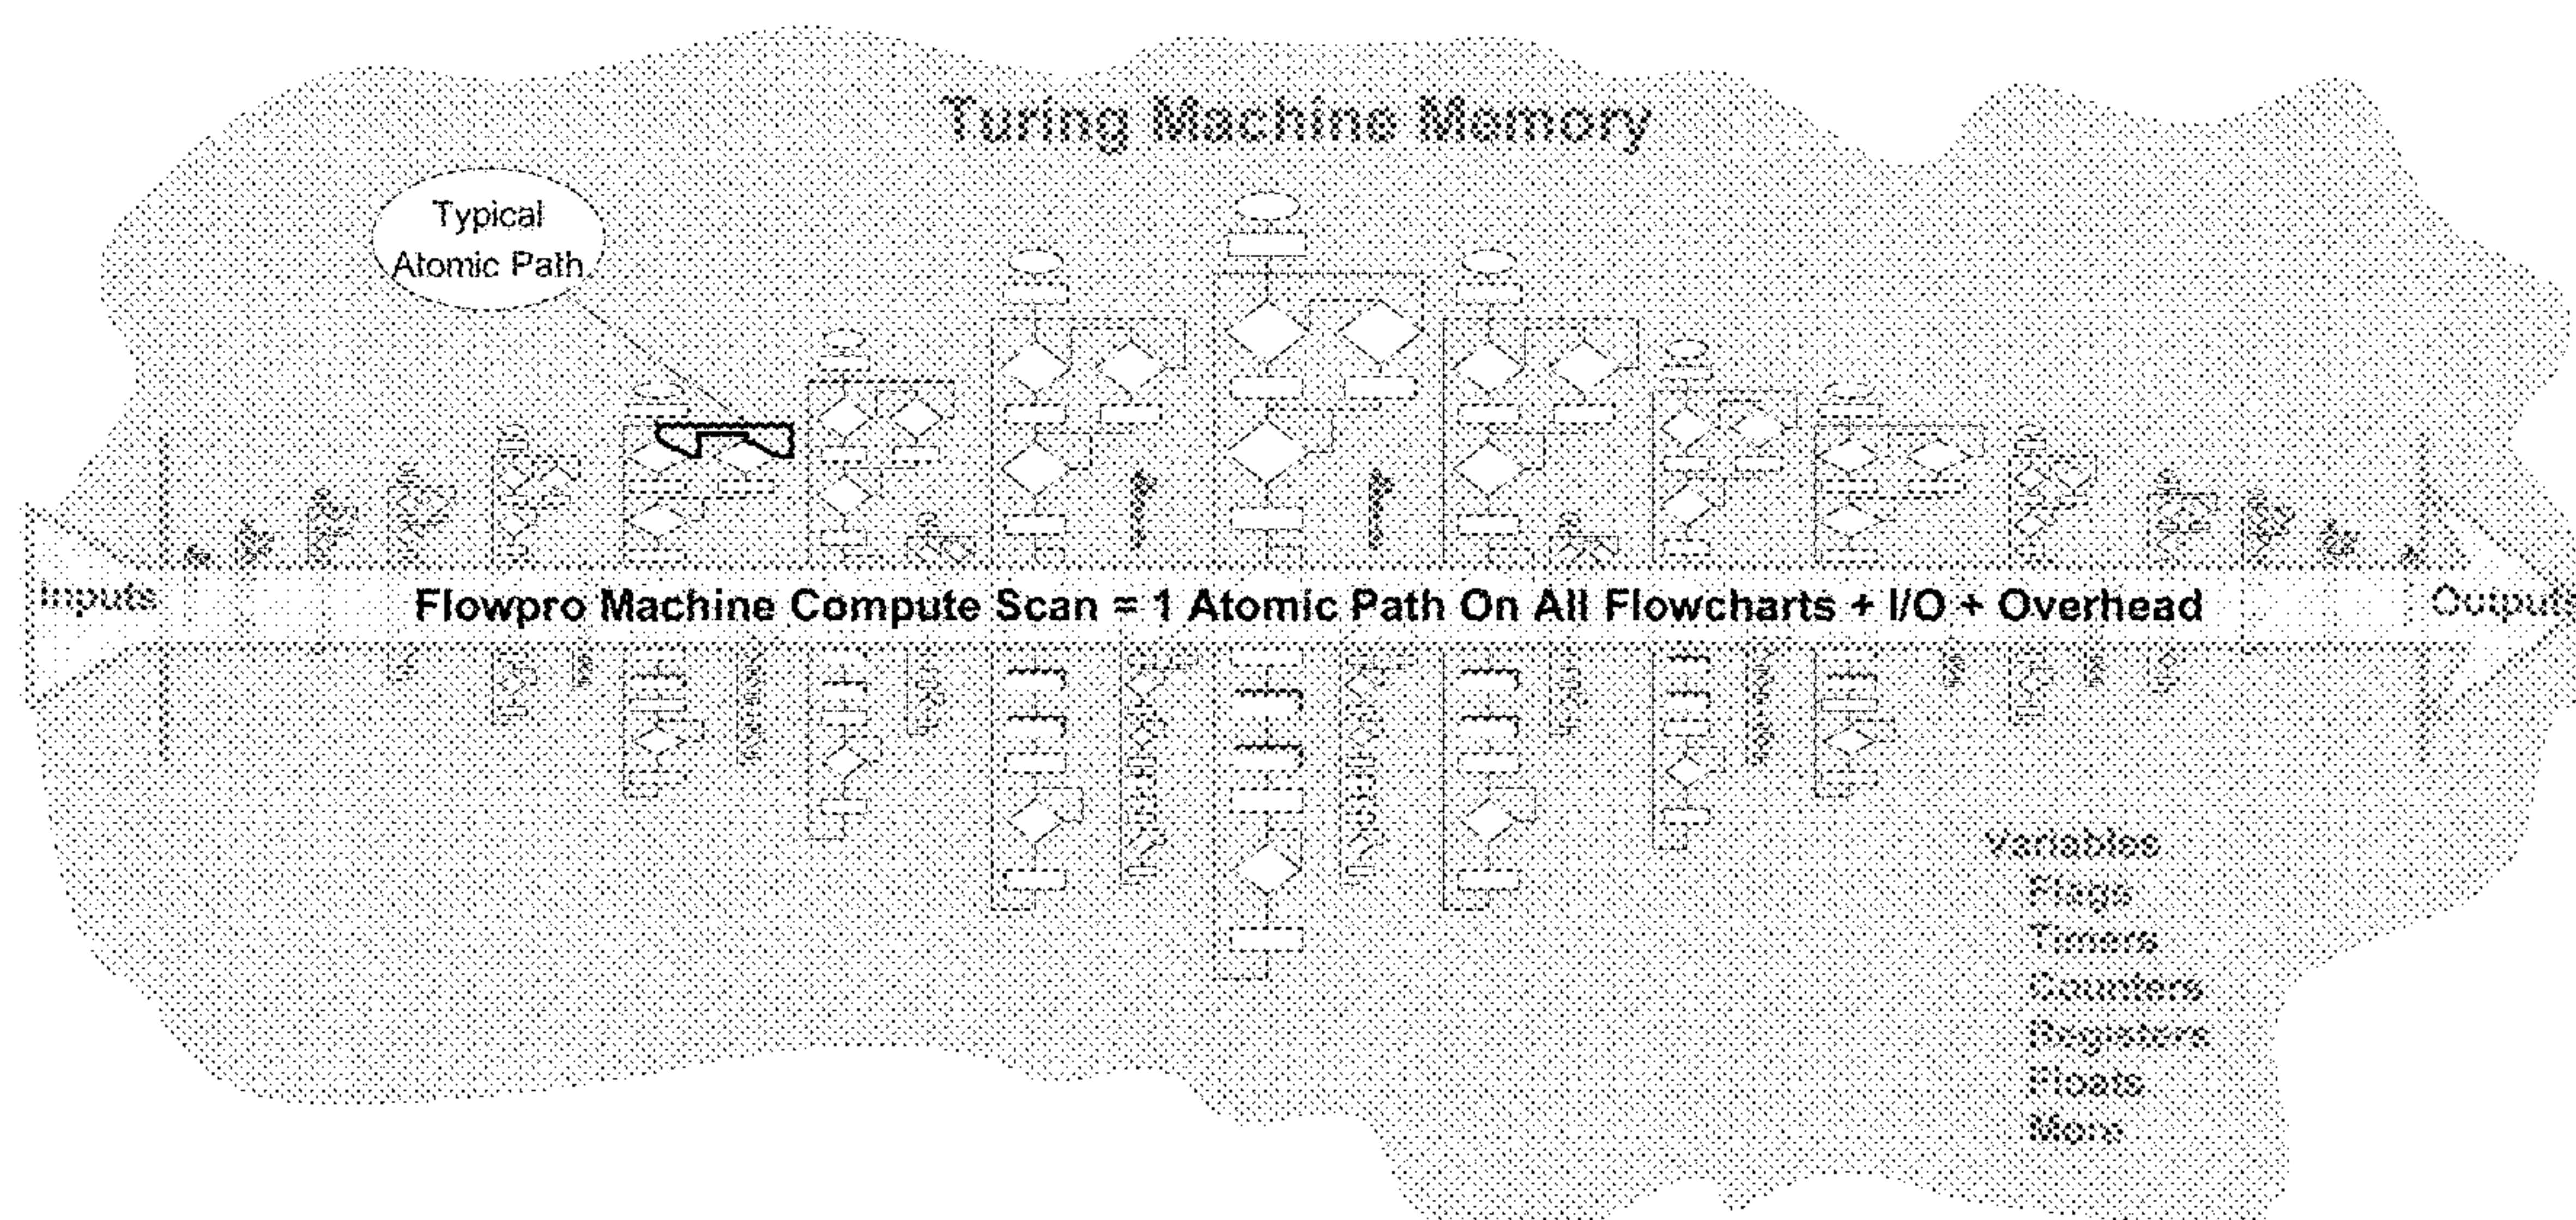 Turing Machine Memory
Typical
Atomic Path
Inputs
Flowpro Machine Compute Scan = 1 Atomic Path On All Flowcharts + I/O + Overhead
Outputs
Variables
Flags
Timers
Counters
Registers
Floats
More